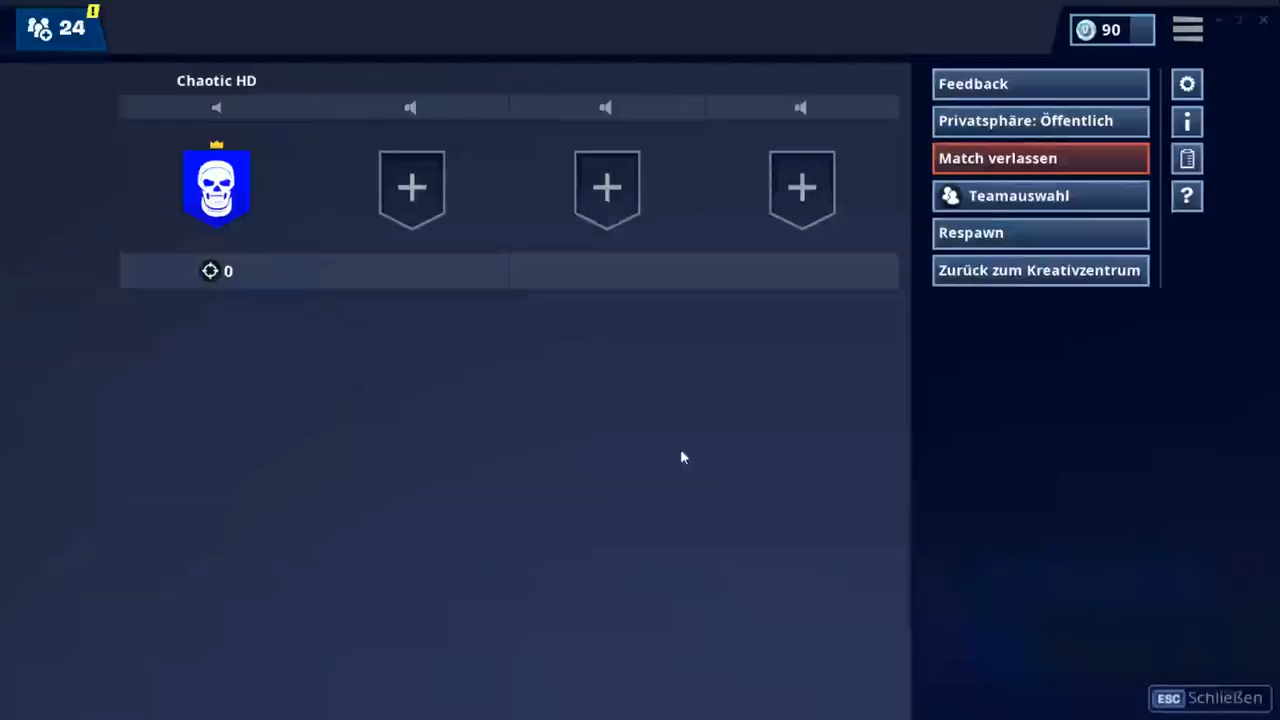 24
!
90
Chaotic HD
0
Feedback
Privatsphäre: Öffentlich
Match verlassen
Teamauswahl
Respawn
Zurück zum Kreativzentrum
?
ESC Schließen